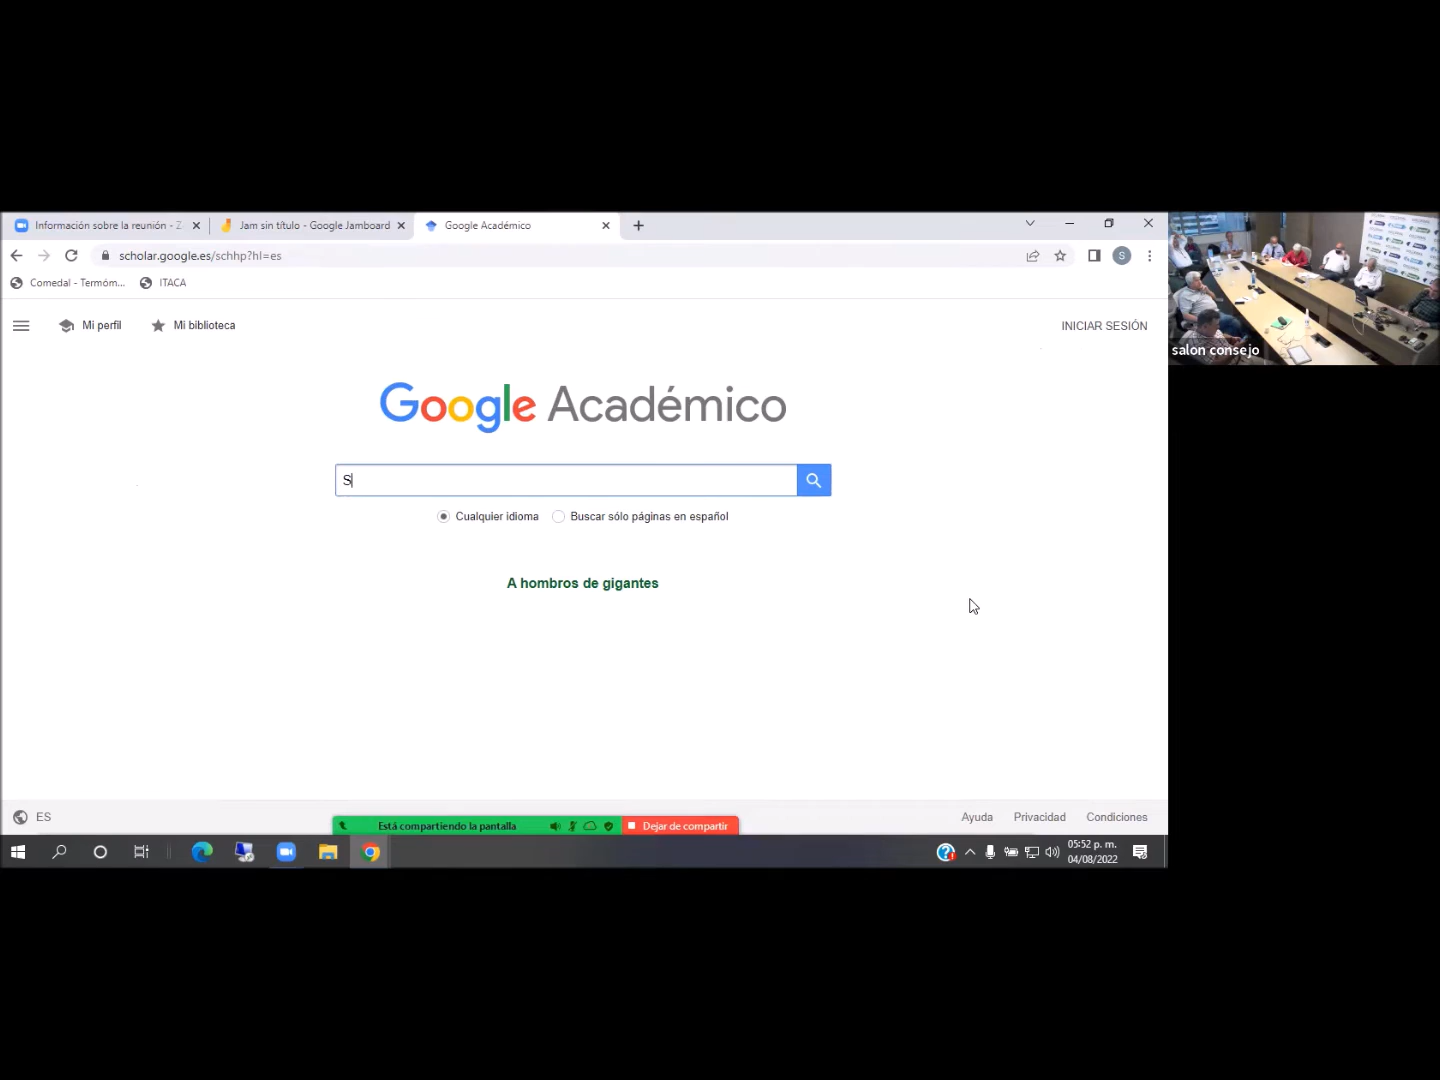 Información sobre la reunión - Z
Jam sin título - Google Jamboard
Google Académico
scholar.google.es/schhp?hl=es
S
Comedal - Termóm...
ITACA
Mi perfil
Mi biblioteca
INICIAR SESIÓN
salon consejo
Google Académico
S
Cualquier idioma
Buscar sólo páginas en español
A hombros de gigantes
ES
Ayuda
Privacidad
Condiciones
Está compartiendo la pantalla
Dejar de compartir
05:52 p. m.
04/08/2022